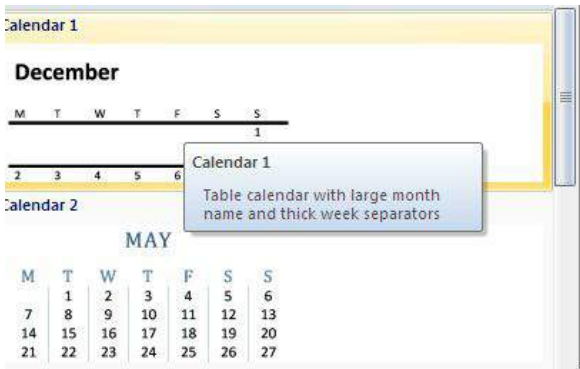 Calendar 1
December
M T W T F S S
1
2 3 4 5 6
Calendar 1
Table calendar with large month
name and thick week separators
Calendar 2
MAY
M T W T F S S
1 2 3 4 5 6
7 8 9 10 11 12 13
14 15 16 17 18 19 20
21 22 23 24 25 26 27